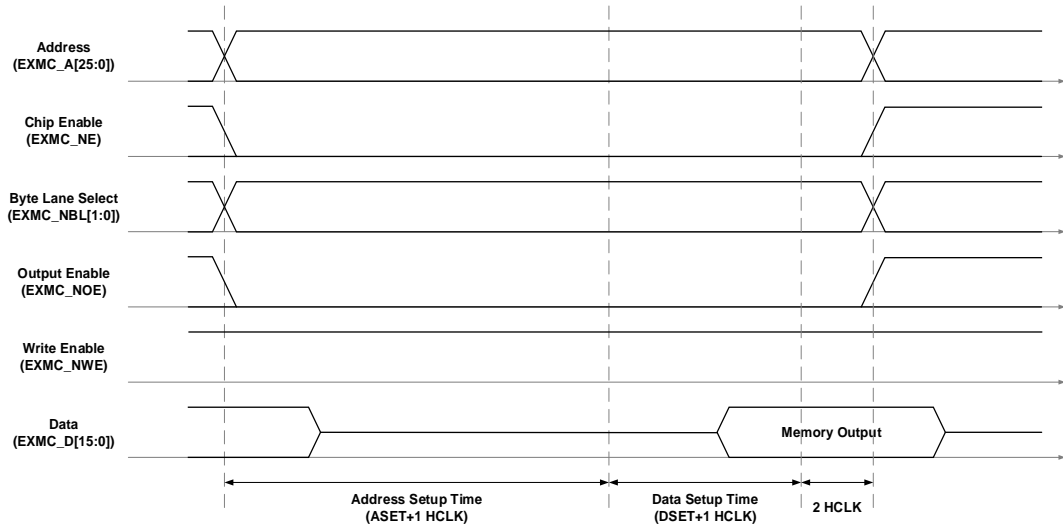 Address
(EXMC_A[25:0])
Chip Enable
(EXMC_NE)
Byte Lane Select
(EXMC_NBL[1:0])
Output Enable
(EXMC_NOE)
Write Enable
(EXMC_NWE)
Data
(EXMC_D[15:0])
Memory Output
Address Setup Time
(ASET+1 HCLK)
Data Setup Time
(DSET+1 HCLK)
2 HCLK